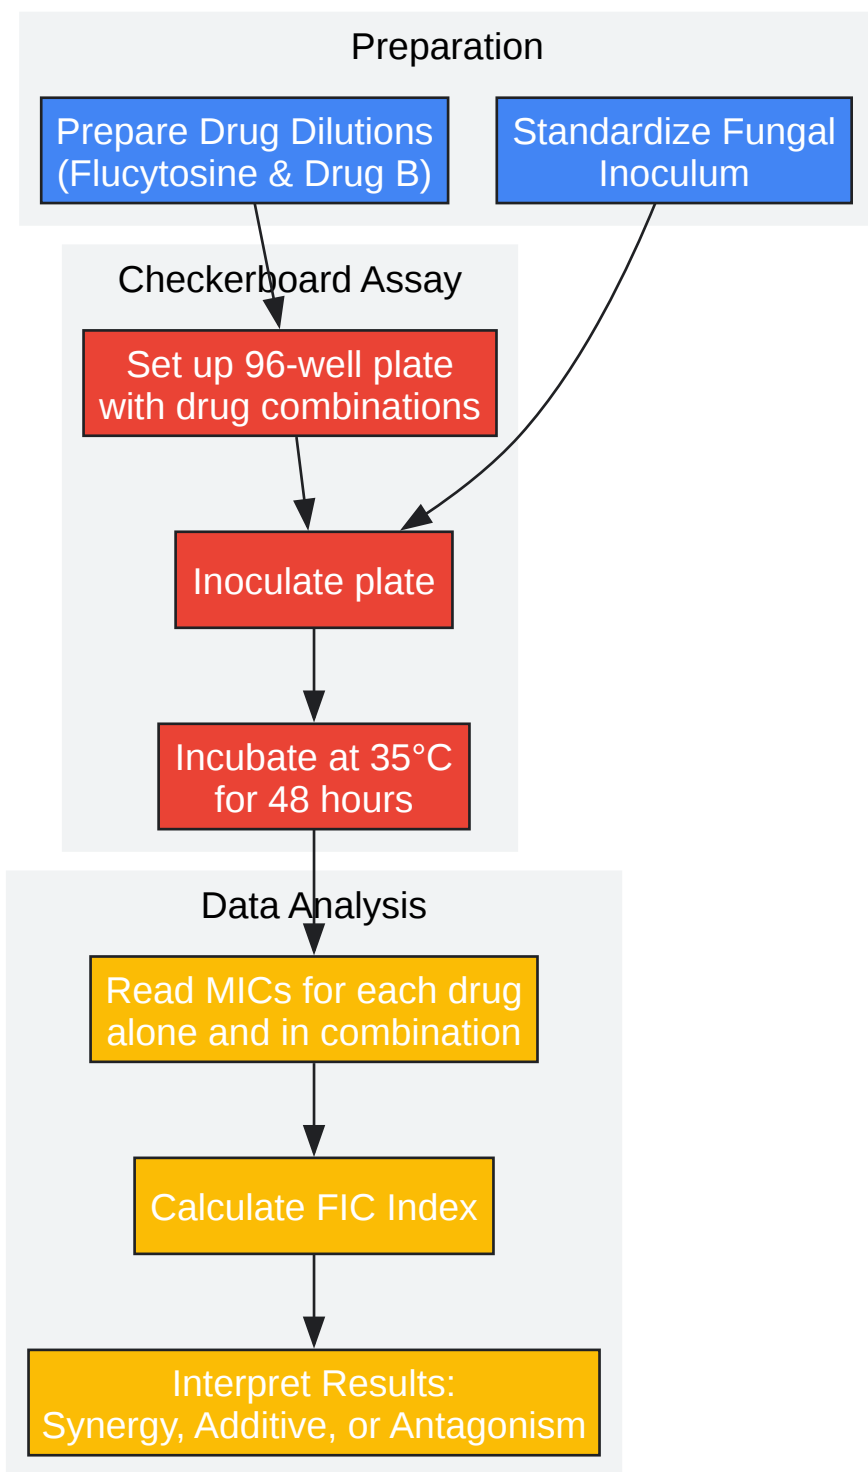 Preparation
Prepare Drug Dilutions
(Flucytosine & Drug B)
Standardize Fungal
Inoculum
Checkerboard Assay
Set up 96-well plate
with drug combinations
Inoculate plate
Incubate at 35°C
for 48 hours
Data Analysis
Read MICs for each drug
alone and in combination
Calculate FIC Index
Interpret Results:
Synergy, Additive, or Antagonism